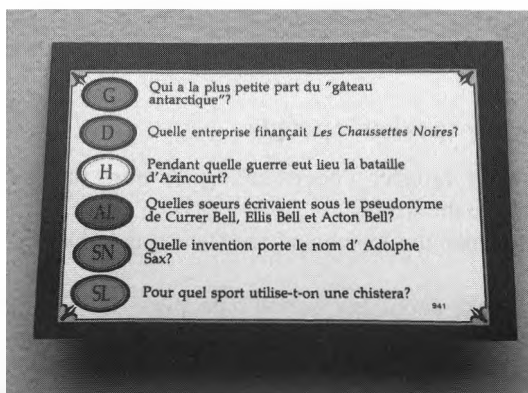 G Qui a la plus petite part du "gâteau
antarctique"?
D Quelle entreprise finançait Les Chaussettes Noires?
H Pendant quelle guerre eut lieu la bataille
d'Azincourt?
AL Quelles soeurs écrivaient sous le pseudonyme
de Currer Bell, Ellis Bell et Acton Bell?
SN Quelle invention porte le nom d' Adolphe
Sax?
SL Pour quel sport utilise-t-on une chistera?
941